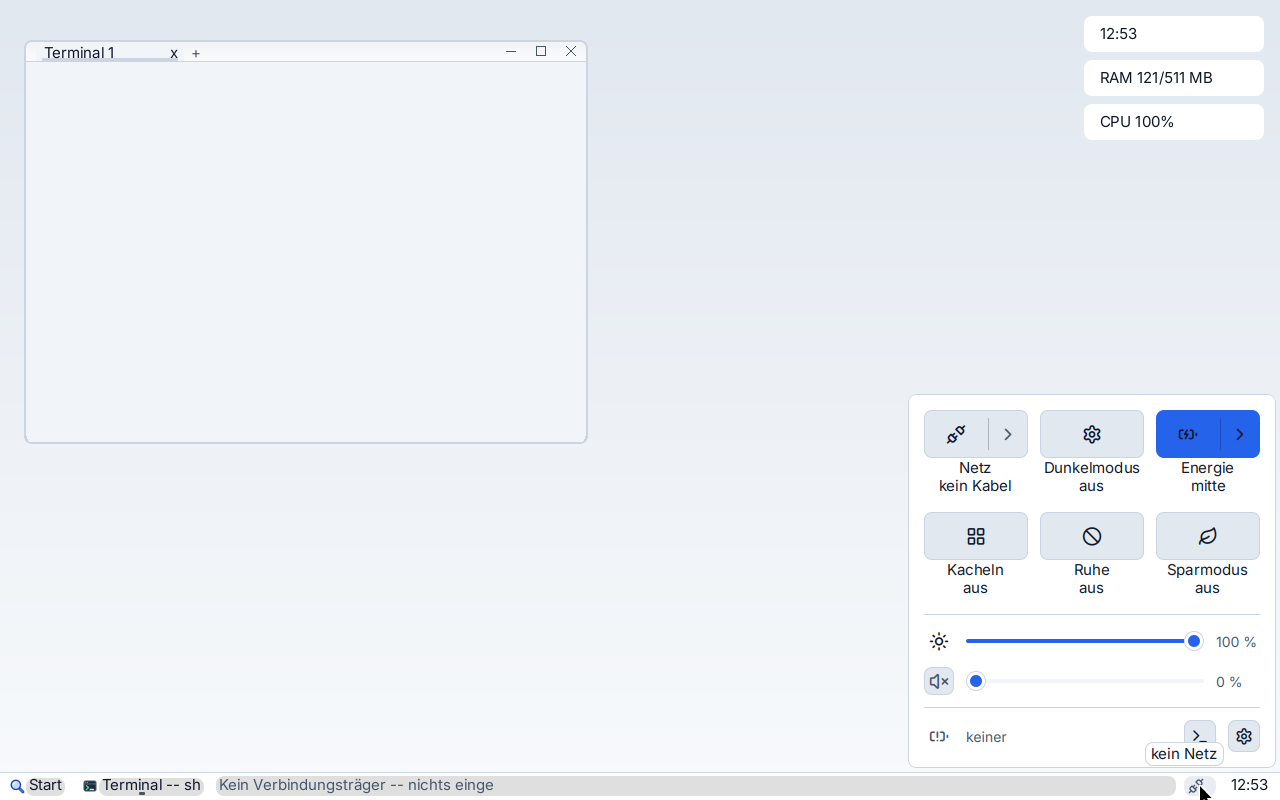 Terminal 1 x +
12:53
RAM 121/511 MB
CPU 100%
Netz
kein Kabel
Dunkelmodus
aus
Energie
mitte
Kacheln
aus
Ruhe
aus
Sparmodus
aus
100 %
0 %
keiner
kein Netz
Start
Terminal -- sh
Kein Verbindungsträger -- nichts einge
12:53